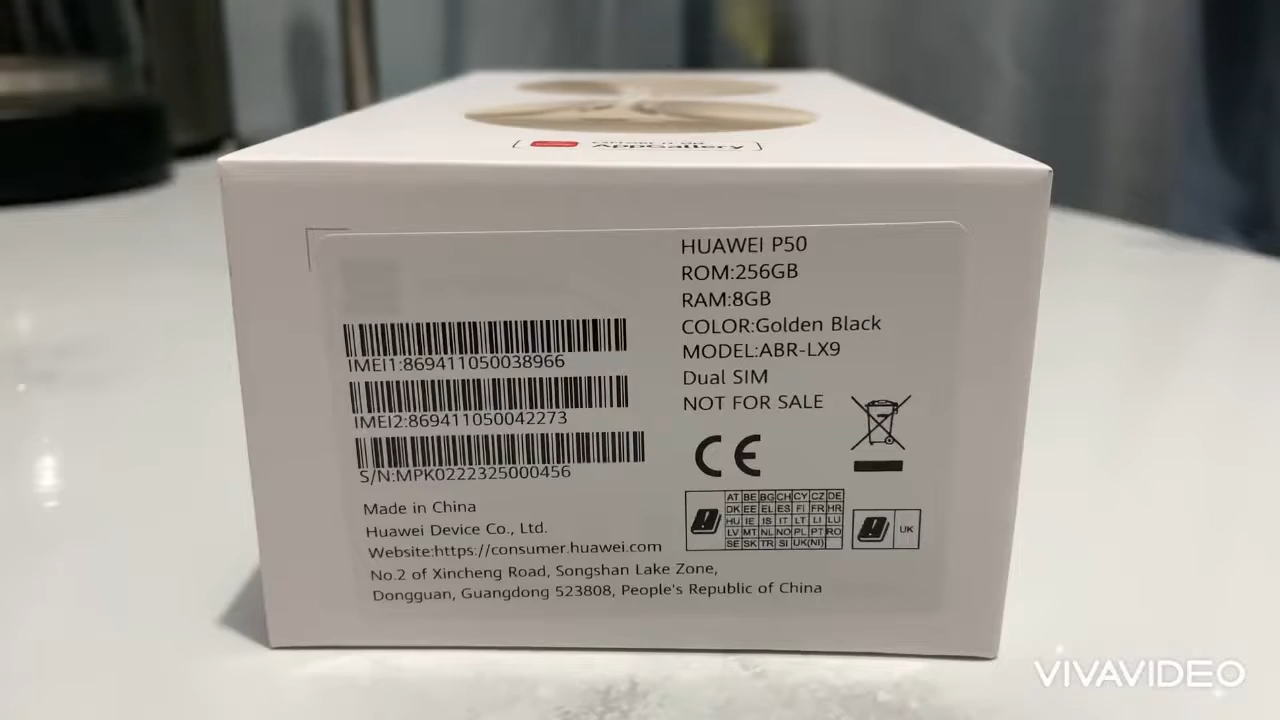 AppGallery
HUAWEI P50
ROM:256GB
RAM:8GB
COLOR:Golden Black
MODEL:ABR-LX9
Dual SIM
NOT FOR SALE
IMEI1:869411050038966
IMEI2:869411050042273
S/N:MPK0222325000456
CE
Made in China
Huawei Device Co., Ltd.
Website:https://consumer.huawei.com
No.2 of Xincheng Road, Songshan Lake Zone,
Dongguan, Guangdong 523808, People's Republic of China
AT BE BG CH CY CZ DE
DK EE EL ES FI FR HR
HU IE IS IT LT LI LU
LV MT NL NO PL PT RO
SE SK TR SI UK(NI)
UK
VIVAVIDEO